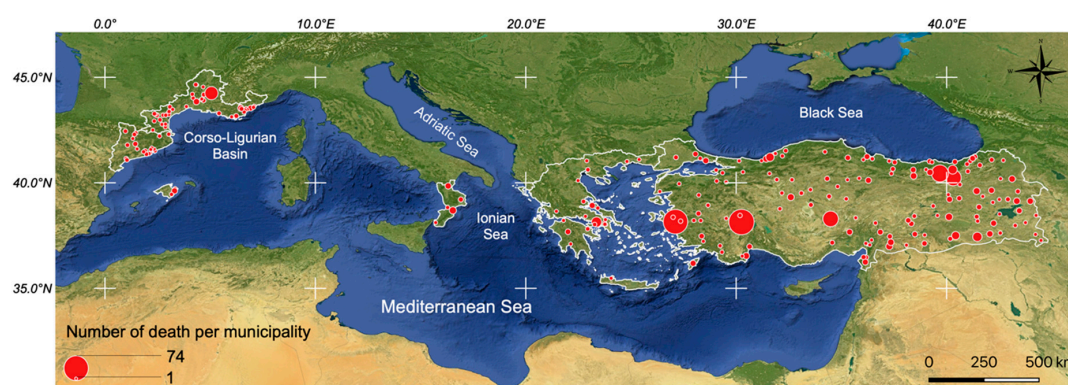 0.0°
10.0°E
20.0°E
30.0°E
40.0°E
45.0°N
40.0°N
35.0°N
Corso-Ligurian
Basin
Adriatic Sea
Black Sea
Ionian
Sea
Mediterranean Sea
Number of death per municipality
74
1
0 250 500 km